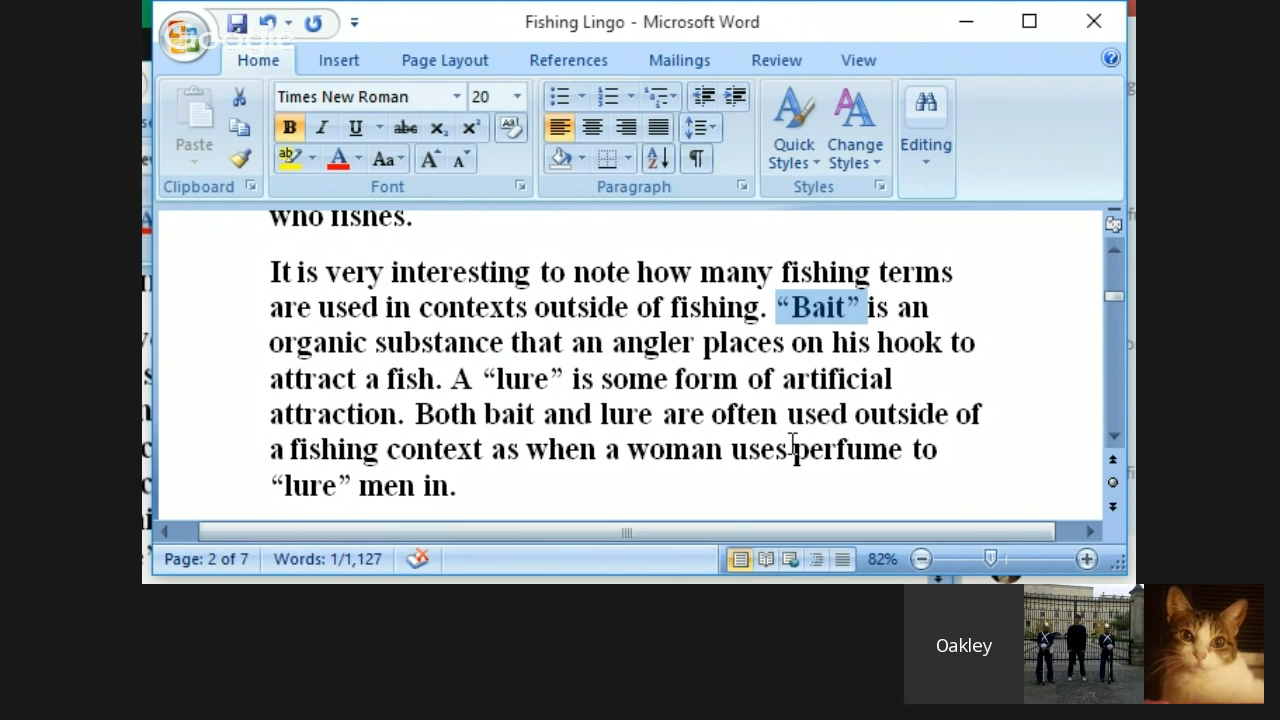 Fishing Lingo - Microsoft Word
Home Insert Page Layout References Mailings Review View
Times New Roman 20
Paste
Quick Styles Change Styles Editing
Clipboard Font Paragraph Styles
who fishes.
It is very interesting to note how many fishing terms
are used in contexts outside of fishing. “Bait” is an
organic substance that an angler places on his hook to
attract a fish. A “lure” is some form of artificial
attraction. Both bait and lure are often used outside of
a fishing context as when a woman uses perfume to
“lure” men in.
Page: 2 of 7 Words: 1/1,127 82%
Oakley